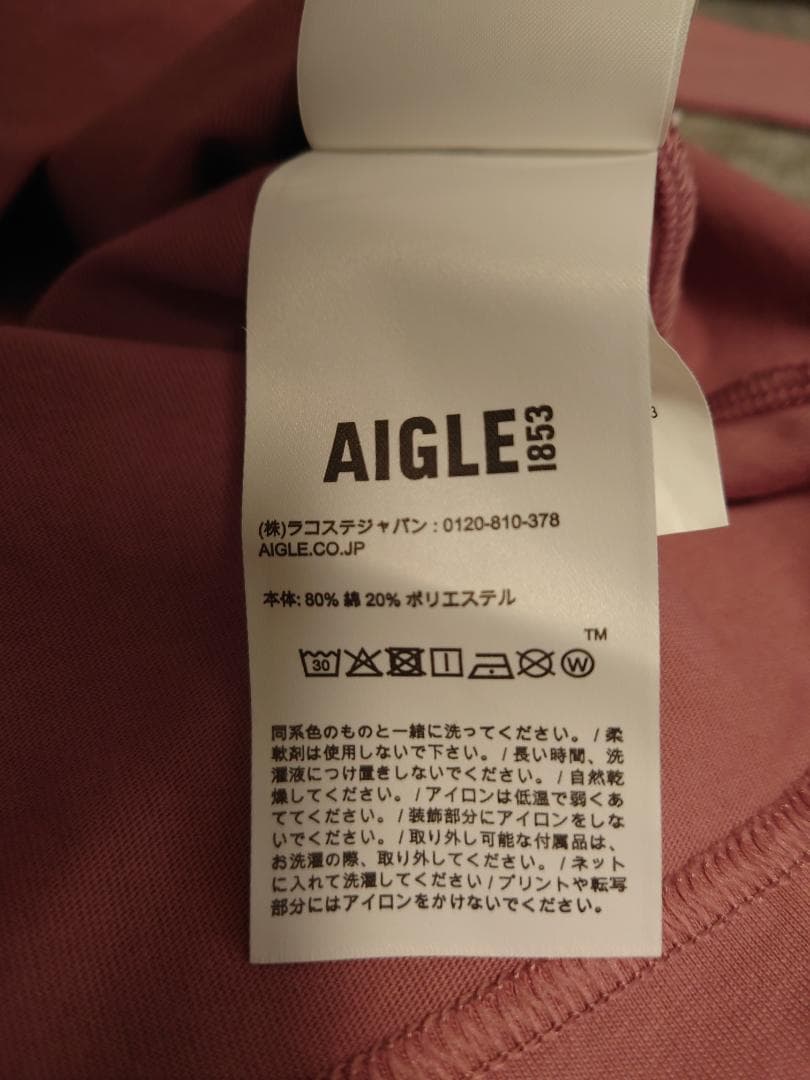 AIGLE 1853
(株)ラコステジャパン : 0120-810-378
AIGLE.CO.JP
本体: 80% 綿 20% ポリエステル
TM
30 W
同系色のものと一緒に洗ってください。/ 柔
軟剤は使用しないで下さい。/ 長い時間、洗
濯液につけ置きしないでください。/ 自然乾
燥してください。/ アイロンは低温で弱くあ
ててください。/ 装飾部分にアイロンをしな
いでください。/ 取り外し可能な付属品は、
お洗濯の際、取り外してください。/ ネット
に入れて洗濯してください / プリントや転写
部分にはアイロンをかけないでください。
3